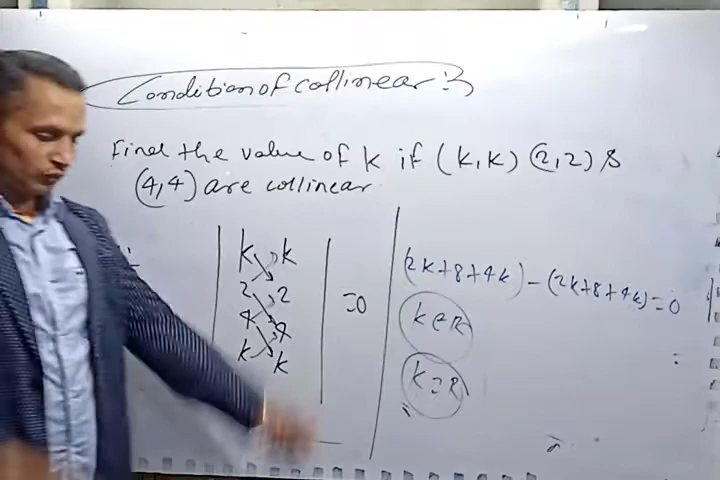 Condition of collinear :-
Find the value of k if (k,k) (2,2) &
(4,4) are collinear.
k k
2 2
4 4
k k
=0
(2k+8+4k) - (2k+8+4k)=0
k∈R
k=R